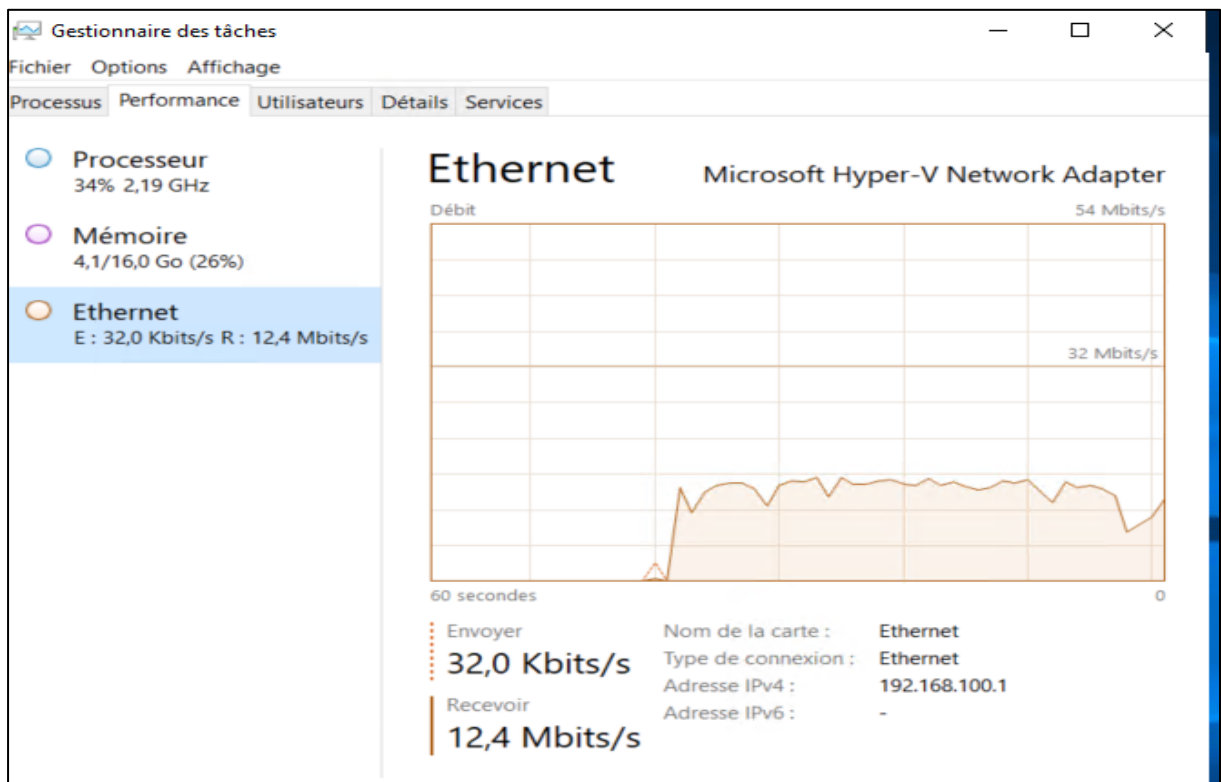 Gestionnaire des tâches
Fichier Options Affichage
Processus Performance Utilisateurs Détails Services
Processeur
34% 2,19 GHz
Mémoire
4,1/16,0 Go (26%)
Ethernet
E : 32,0 Kbits/s R : 12,4 Mbits/s
Ethernet Microsoft Hyper-V Network Adapter
Débit 54 Mbits/s
32 Mbits/s
60 secondes 0
Envoyer
32,0 Kbits/s
Recevoir
12,4 Mbits/s
Nom de la carte : Ethernet
Type de connexion : Ethernet
Adresse IPv4 : 192.168.100.1
Adresse IPv6 : -